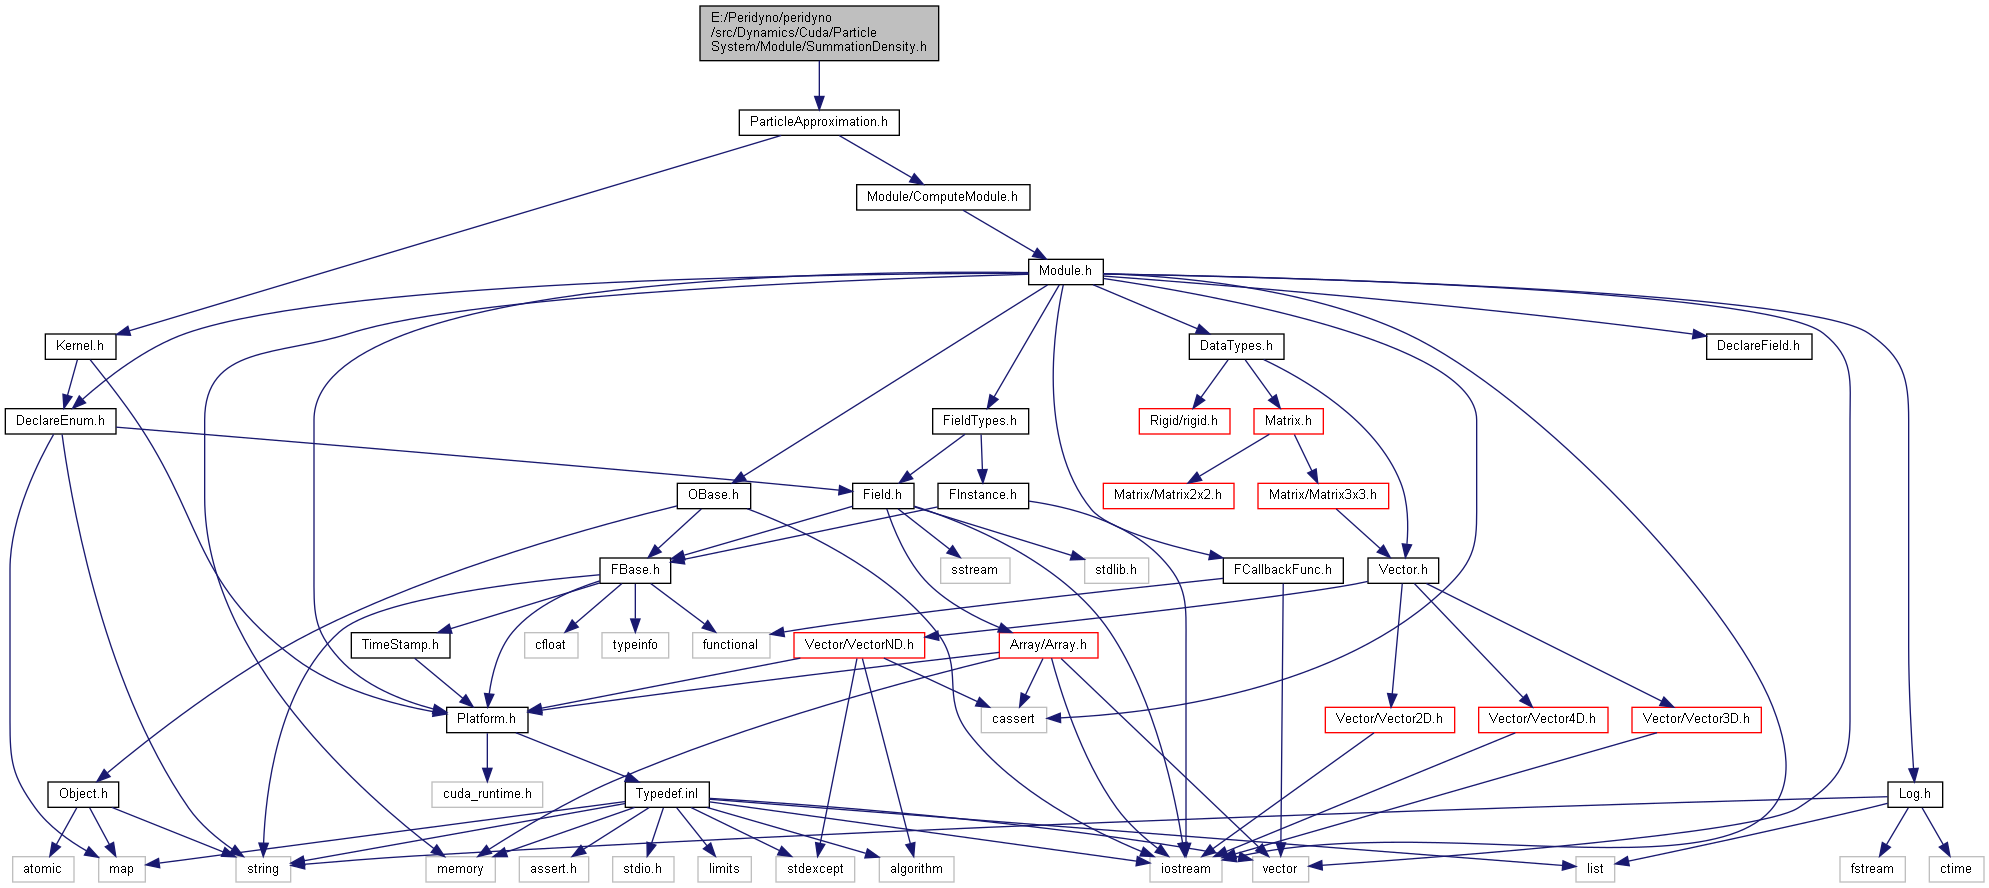 E:/Peridyno/peridyno
/src/Dynamics/Cuda/Particle
System/Module/SummationDensity.h
ParticleApproximation.h
Module/ComputeModule.h
Module.h
Kernel.h
DataTypes.h
DeclareField.h
DeclareEnum.h
FieldTypes.h
Rigid/rigid.h
Matrix.h
OBase.h
Field.h
FInstance.h
Matrix/Matrix2x2.h
Matrix/Matrix3x3.h
FBase.h
sstream
stdlib.h
FCallbackFunc.h
Vector.h
TimeStamp.h
cfloat
typeinfo
functional
Vector/VectorND.h
Array/Array.h
Platform.h
cassert
Vector/Vector2D.h
Vector/Vector4D.h
Vector/Vector3D.h
Object.h
cuda_runtime.h
Typedef.inl
Log.h
atomic
map
string
memory
assert.h
stdio.h
limits
stdexcept
algorithm
iostream
vector
list
fstream
ctime